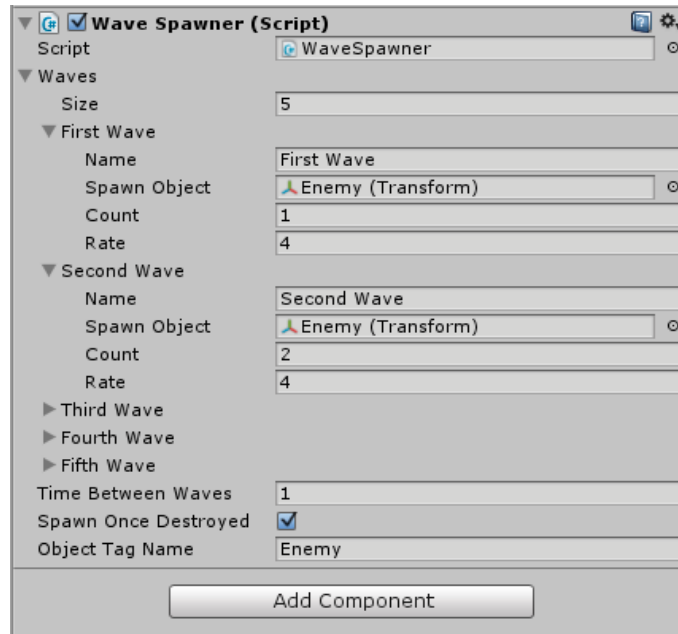 Wave Spawner (Script)
Script WaveSpawner
Waves
Size 5
First Wave
Name First Wave
Spawn Object Enemy (Transform)
Count 1
Rate 4
Second Wave
Name Second Wave
Spawn Object Enemy (Transform)
Count 2
Rate 4
Third Wave
Fourth Wave
Fifth Wave
Time Between Waves 1
Spawn Once Destroyed
Object Tag Name Enemy
Add Component